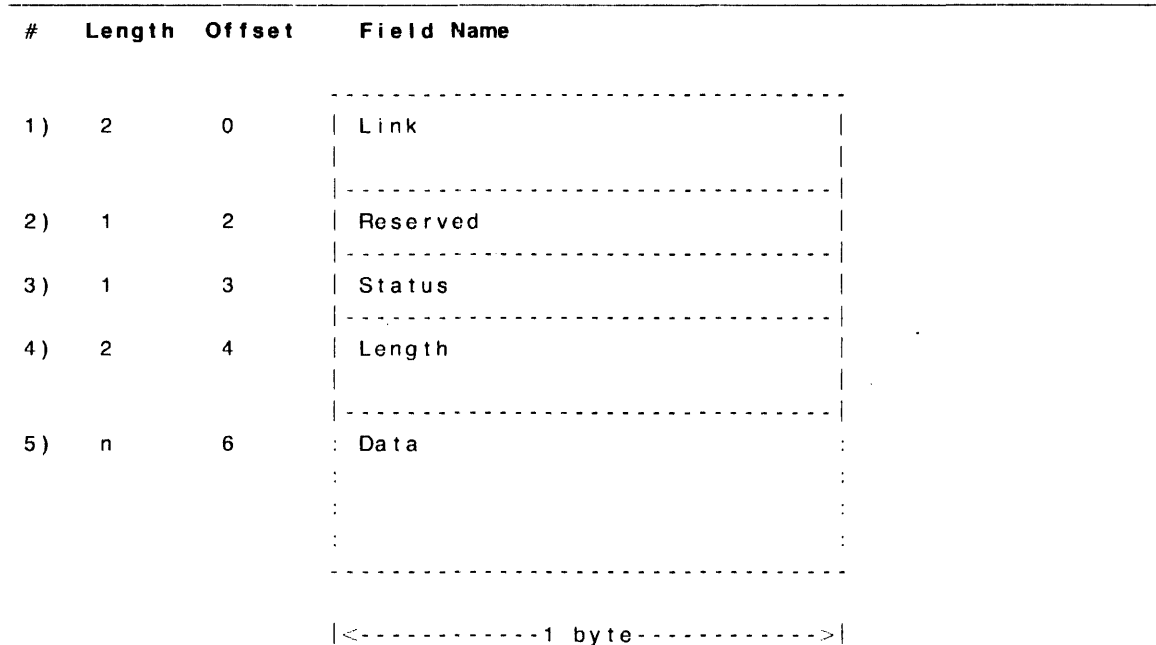 # Length Offset Field Name
1) 2 0 Link
2) 1 2 Reserved
3) 1 3 Status
4) 2 4 Length
5) n 6 Data
|<------------1 byte------------>|